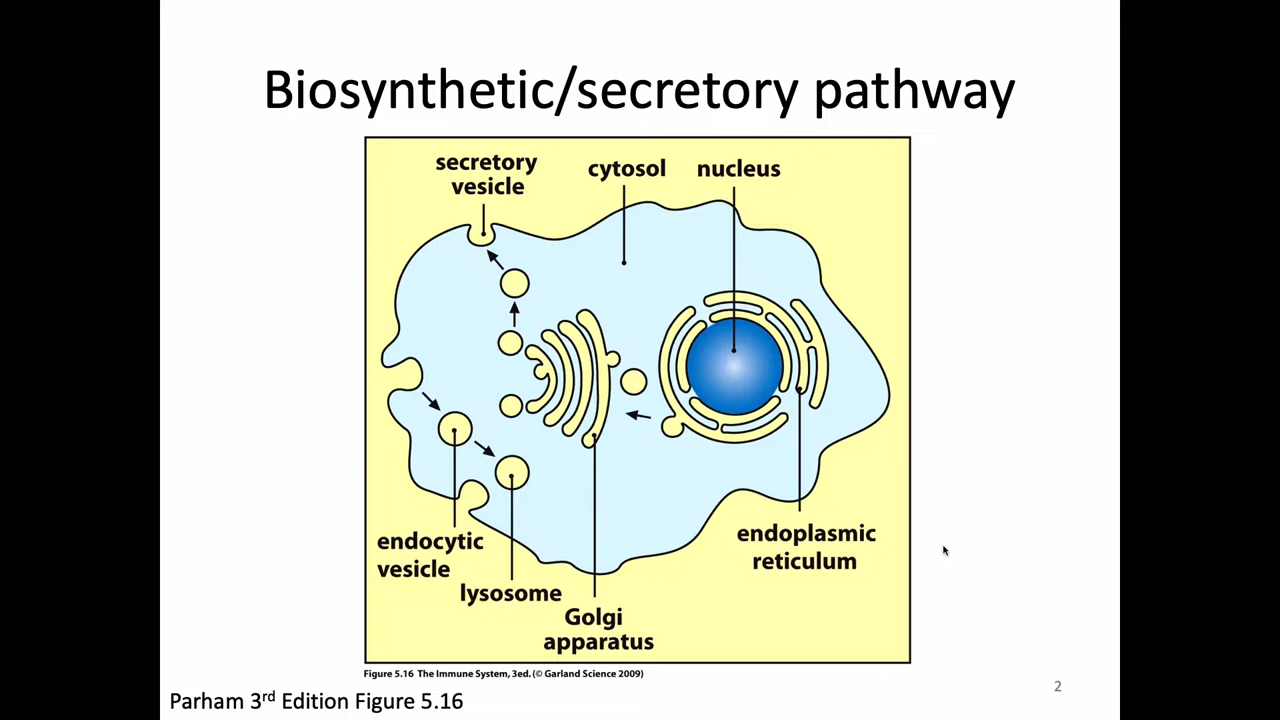 Biosynthetic/secretory pathway
secretory
vesicle
cytosol
nucleus
endocytic
vesicle
lysosome
Golgi
apparatus
endoplasmic
reticulum
Figure 5.16 The Immune System, 3ed. (© Garland Science 2009)
Parham 3rd Edition Figure 5.16
2